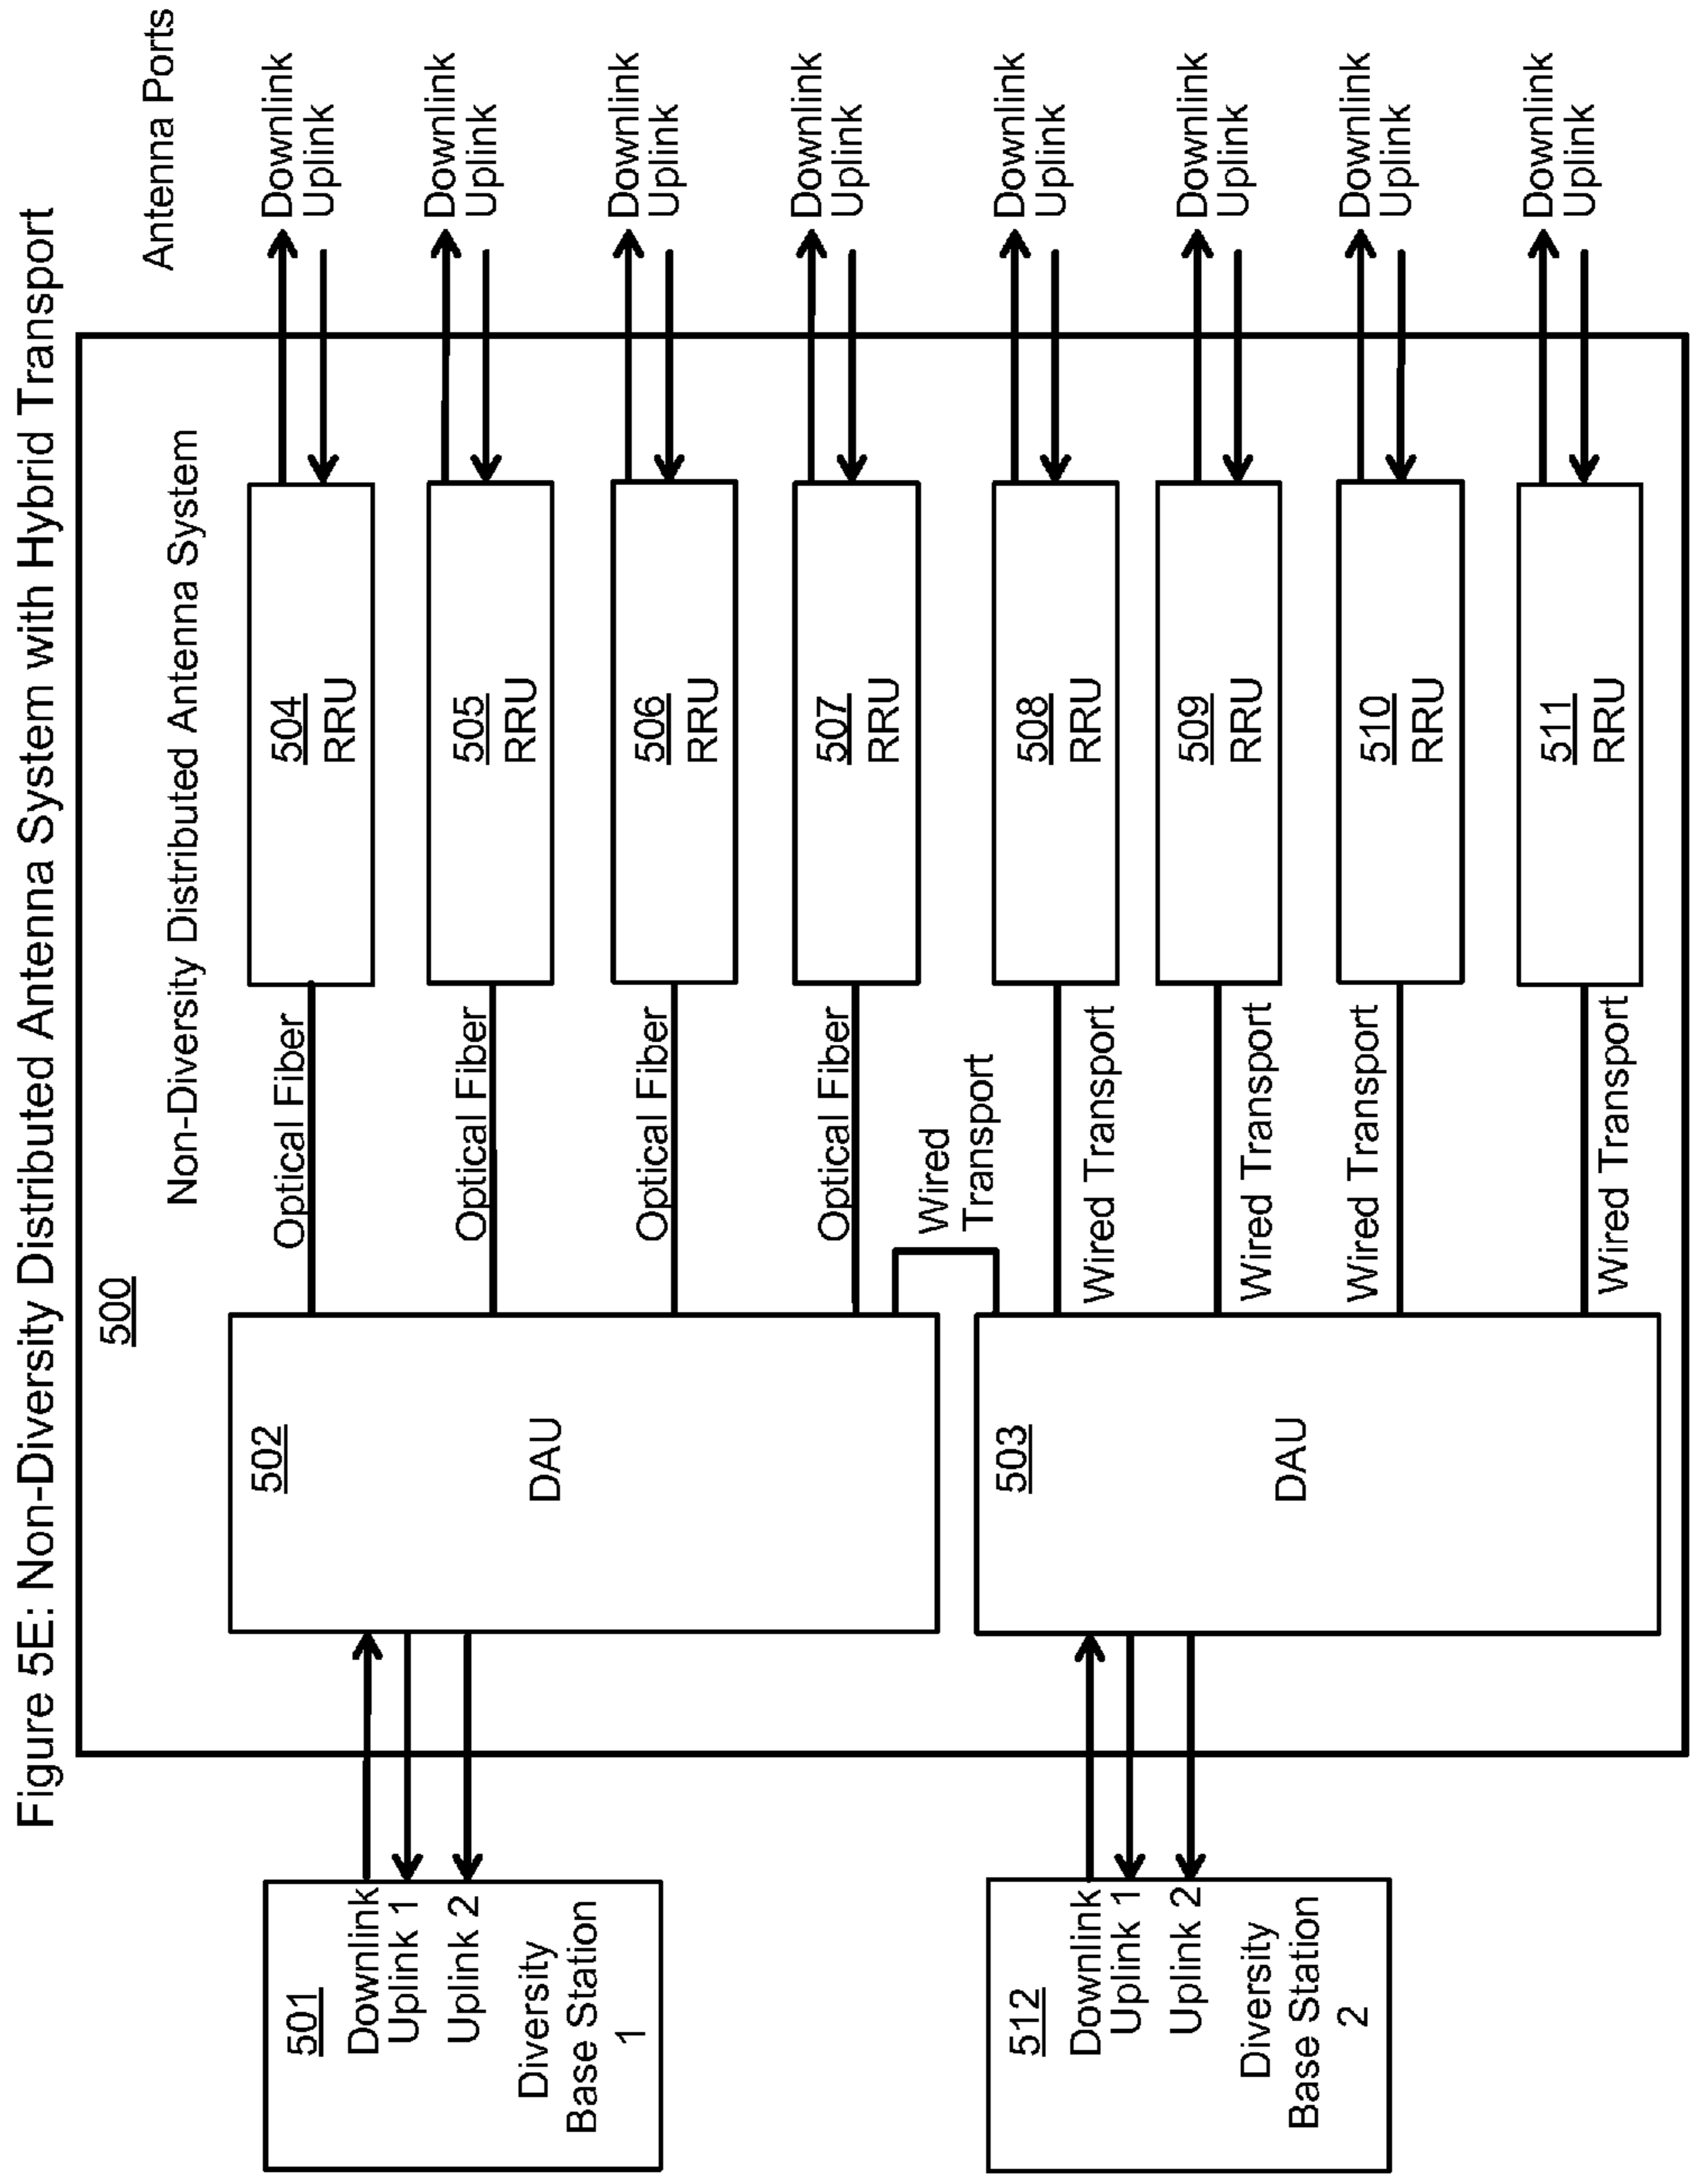 Figure 5E: Non-Diversity Distributed Antenna System with Hybrid Transport
500
Non-Diversity Distributed Antenna System
Antenna Ports
501
Downlink
Uplink 1
Uplink 2
Diversity
Base Station
1
502
DAU
Optical Fiber
504
RRU
Downlink
Uplink
Optical Fiber
505
RRU
Downlink
Uplink
Optical Fiber
506
RRU
Downlink
Uplink
Optical Fiber
507
RRU
Downlink
Uplink
Wired
Transport
512
Downlink
Uplink 1
Uplink 2
Diversity
Base Station
2
503
DAU
Wired Transport
508
RRU
Downlink
Uplink
Wired Transport
509
RRU
Downlink
Uplink
Wired Transport
510
RRU
Downlink
Uplink
Wired Transport
511
RRU
Downlink
Uplink